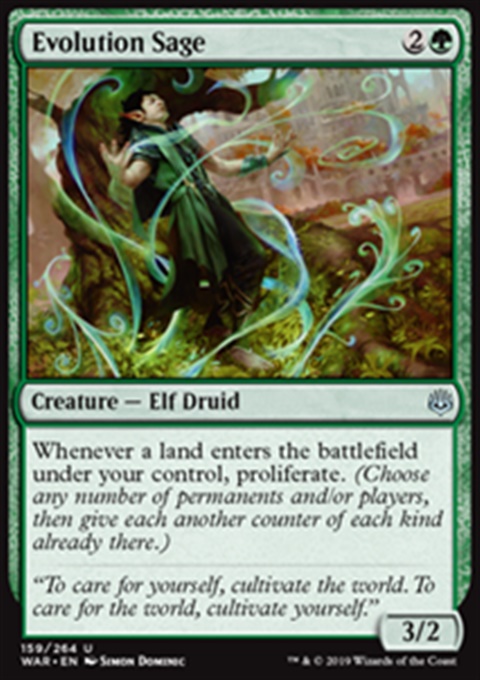 Evolution Sage 2
Creature — Elf Druid
Whenever a land enters the battlefield
under your control, proliferate. (Choose
any number of permanents and/or players,
then give each another counter of each kind
already there.)
“To care for yourself, cultivate the world. To
care for the world, cultivate yourself.”
3/2
159/264 U
WAR • EN Simon Dominic
™ & © 2019 Wizards of the Coast